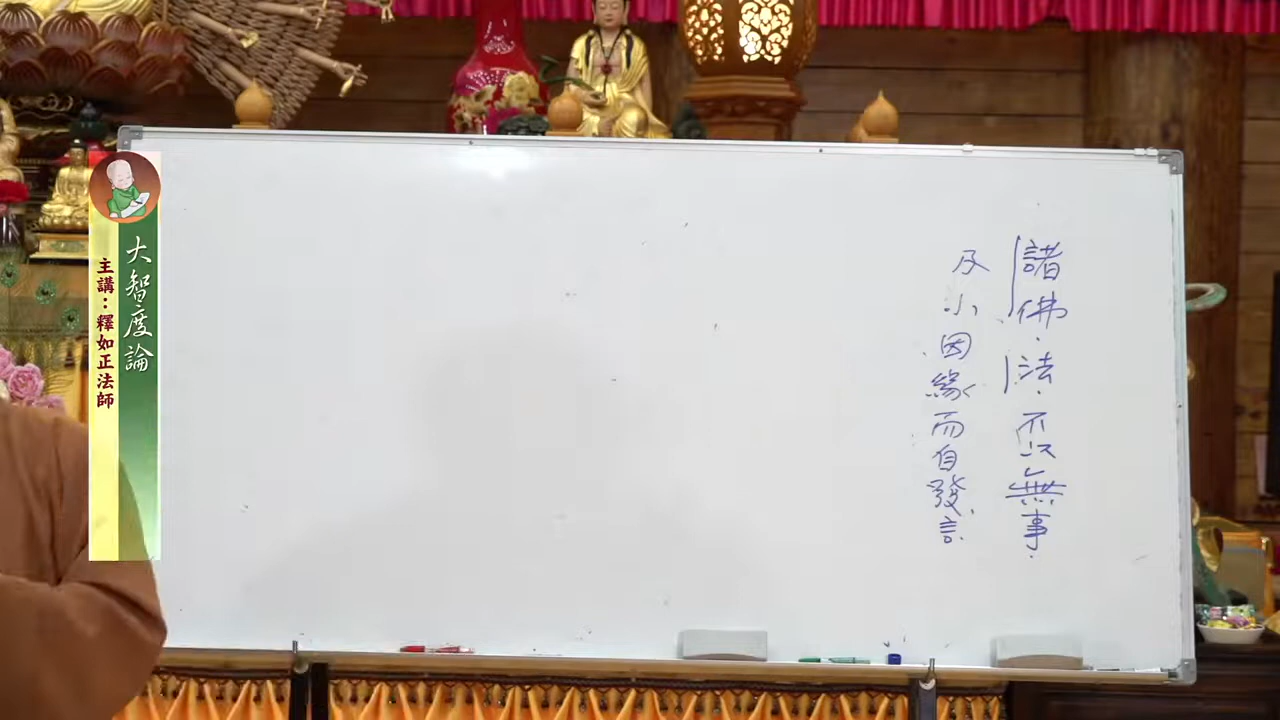 諸佛法不以無事
及小因緣而自發言
大智度論
主講：釋如正法師